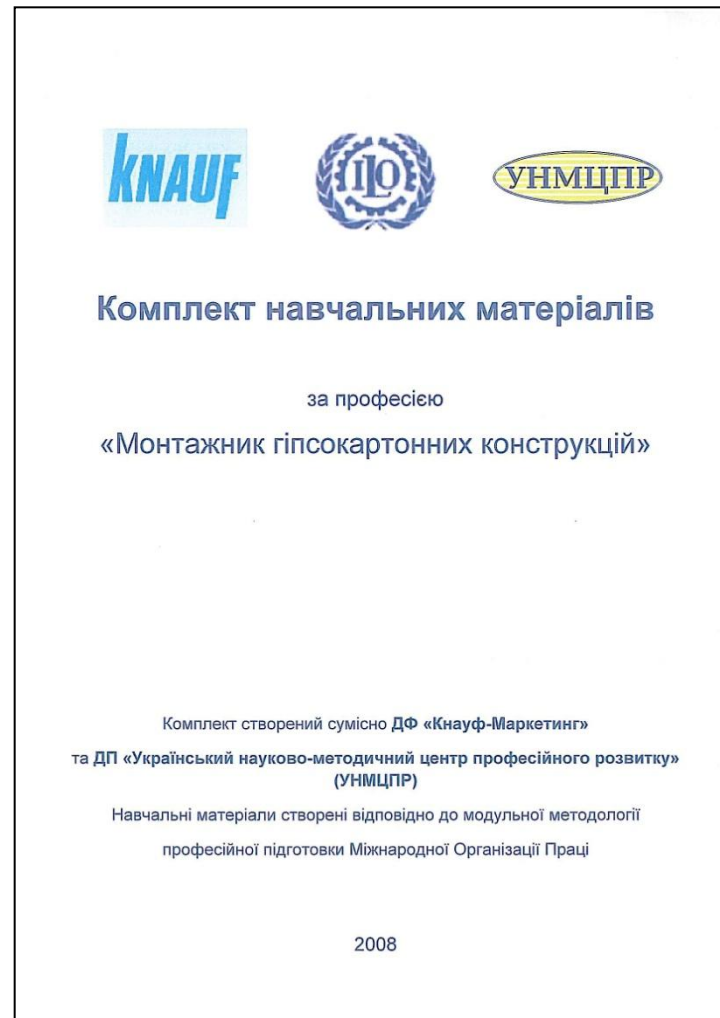 KNAUF
ILO
УНМЦПР
Комплект навчальних матеріалів
за професією
«Монтажник гіпсокартонних конструкцій»
Комплект створений сумісно ДФ «Кнауф-Маркетинг»
та ДП «Український науково-методичний центр професійного розвитку»
(УНМЦПР)
Навчальні матеріали створені відповідно до модульної методології
професійної підготовки Міжнародної Організації Праці
2008